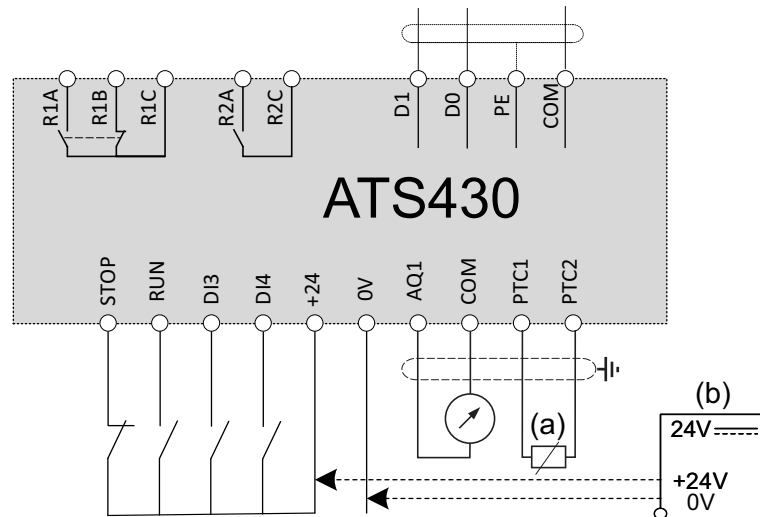 R1A R1B R1C R2A R2C D1 D0 PE COM
ATS430
STOP RUN DI3 DI4 +24 0V AQ1 COM PTC1 PTC2
(a) (b)
24V
+24V
0V